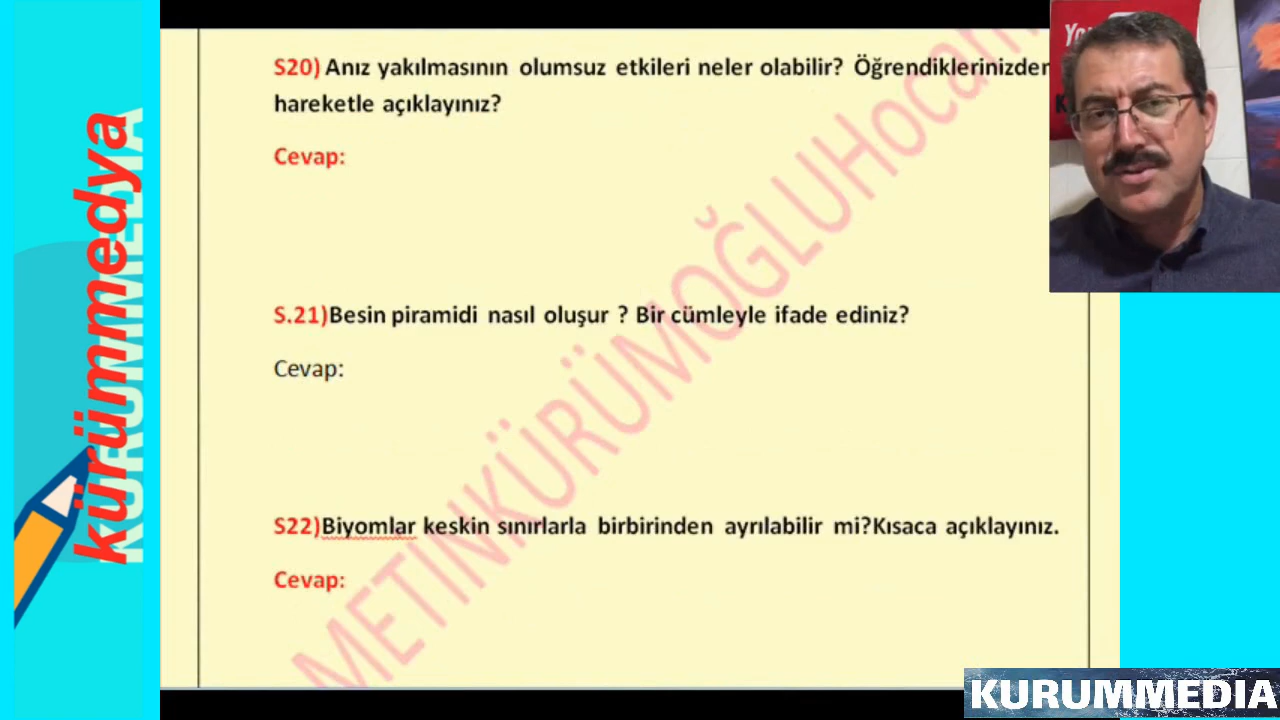 S20) Anız yakılmasının olumsuz etkileri neler olabilir? Öğrendiklerinizden
hareketle açıklayınız?
Cevap:
S.21)Besin piramidi nasıl oluşur ? Bir cümleyle ifade ediniz?
Cevap:
S22)Biyomlar keskin sınırlarla birbirinden ayrılabilir mi?Kısaca açıklayınız.
Cevap:
METINKÜRÜMOĞLUHocam
kürümmedya
KURUMMEDIA
KURUMMEDIA